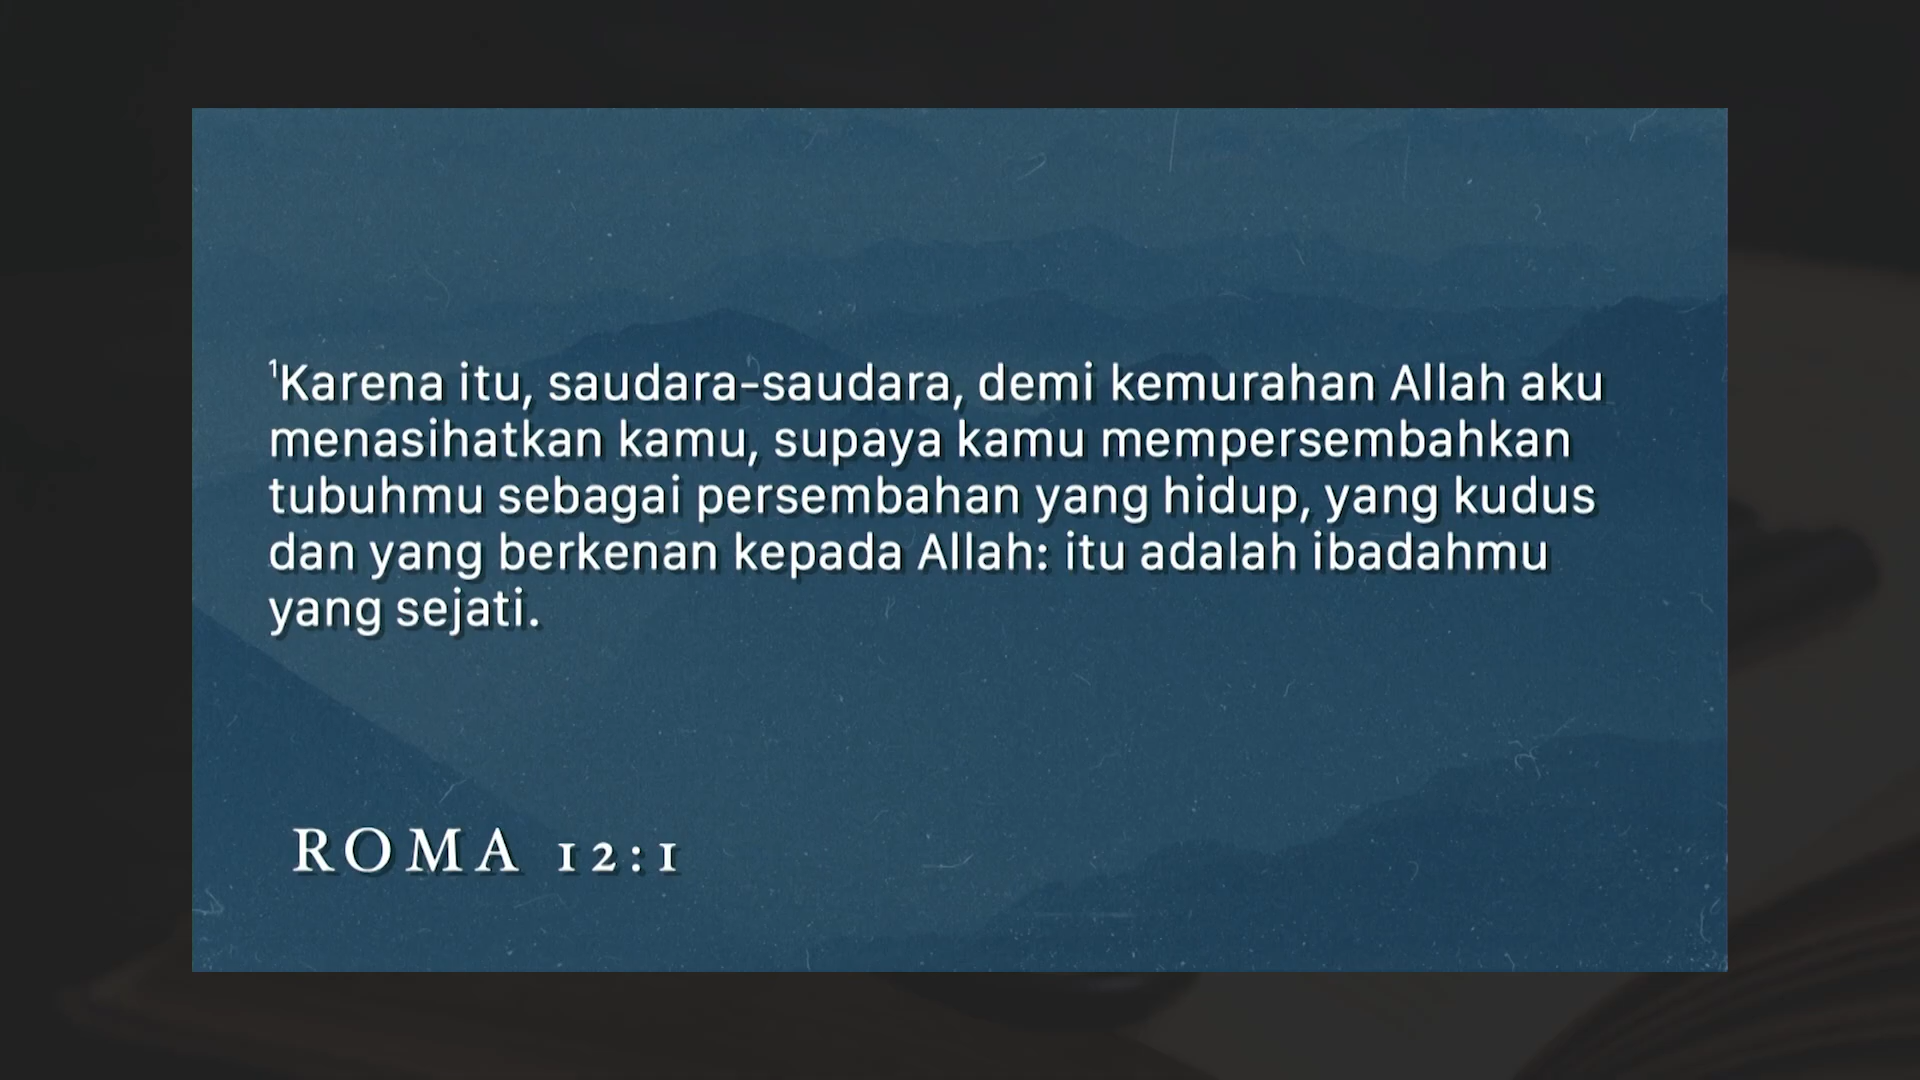 ¹Karena itu, saudara-saudara, demi kemurahan Allah aku
menasihatkan kamu, supaya kamu mempersembahkan
tubuhmu sebagai persembahan yang hidup, yang kudus
dan yang berkenan kepada Allah: itu adalah ibadahmu
yang sejati.
ROMA 12:1